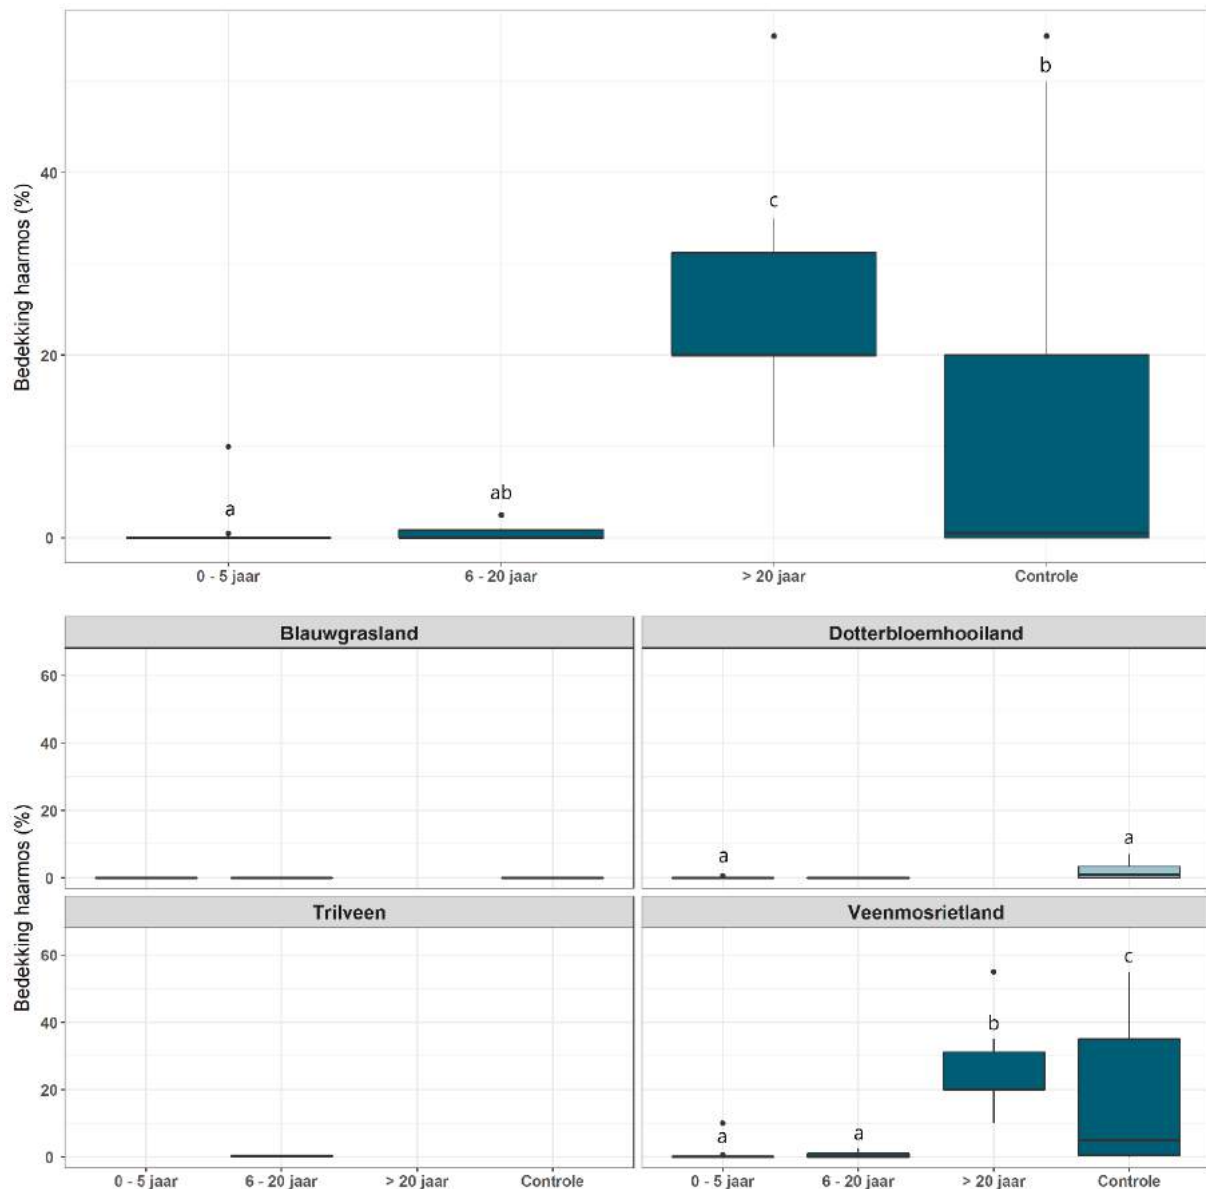 Bedekking haarmos (%)
40
20
0
a
ab
c
b
0 - 5 jaar
6 - 20 jaar
> 20 jaar
Controle
Bedekking haarmos (%)
Blauwgrasland
60
40
20
0
Dotterbloemhooiland
a
a
Trilveen
60
40
20
0
0 - 5 jaar
6 - 20 jaar
> 20 jaar
Controle
Veenmosrietland
a
a
b
c
0 - 5 jaar
6 - 20 jaar
> 20 jaar
Controle